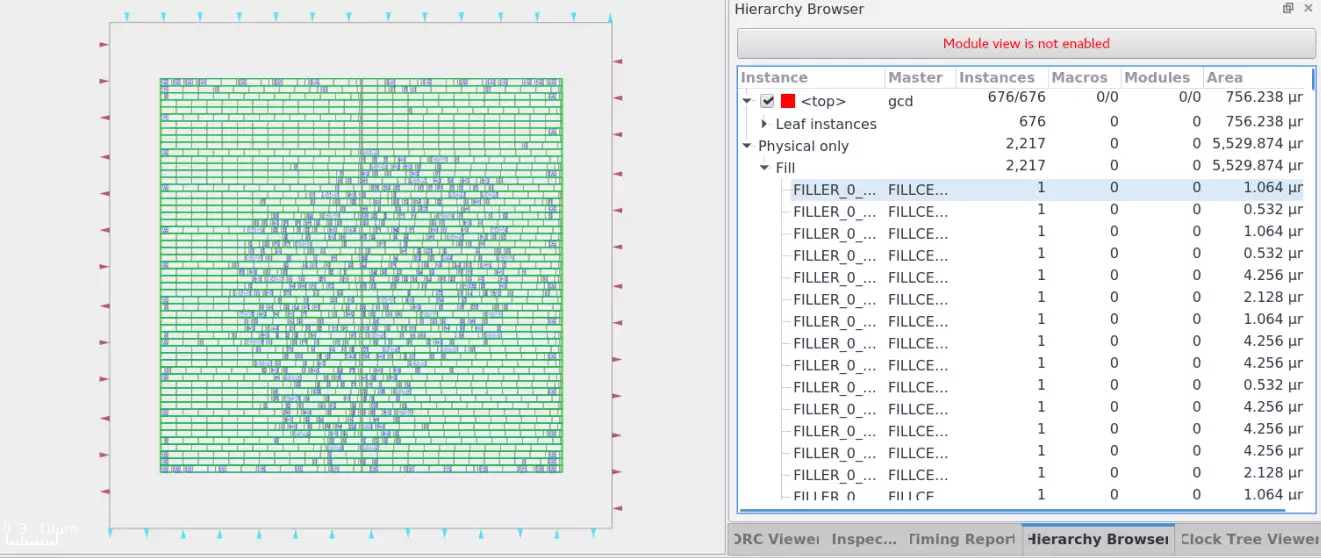 Hierarchy Browser
Module view is not enabled
Instance Master Instances Macros Modules Area
<top> gcd 676/676 0/0 0/0 756.238 µr
Leaf instances 676 0 0 756.238 µr
Physical only 2,217 0 0 5,529.874 µr
Fill 2,217 0 0 5,529.874 µr
FILLER_0_... FILLCE... 1 0 0 1.064 µr
FILLER_0_... FILLCE... 1 0 0 0.532 µr
FILLER_0_... FILLCE... 1 0 0 1.064 µr
FILLER_0_... FILLCE... 1 0 0 0.532 µr
FILLER_0_... FILLCE... 1 0 0 4.256 µr
FILLER_0_... FILLCE... 1 0 0 2.128 µr
FILLER_0_... FILLCE... 1 0 0 1.064 µr
FILLER_0_... FILLCE... 1 0 0 4.256 µr
FILLER_0_... FILLCE... 1 0 0 4.256 µr
FILLER_0_... FILLCE... 1 0 0 0.532 µr
FILLER_0_... FILLCE... 1 0 0 4.256 µr
FILLER_0_... FILLCE... 1 0 0 4.256 µr
FILLER_0_... FILLCE... 1 0 0 4.256 µr
FILLER_0_... FILLCE... 1 0 0 2.128 µr
FILLER_0 FILLCE 1 0 0 1.064 µr
DRC Viewer Inspec... Timing Report Hierarchy Browser Clock Tree Viewer